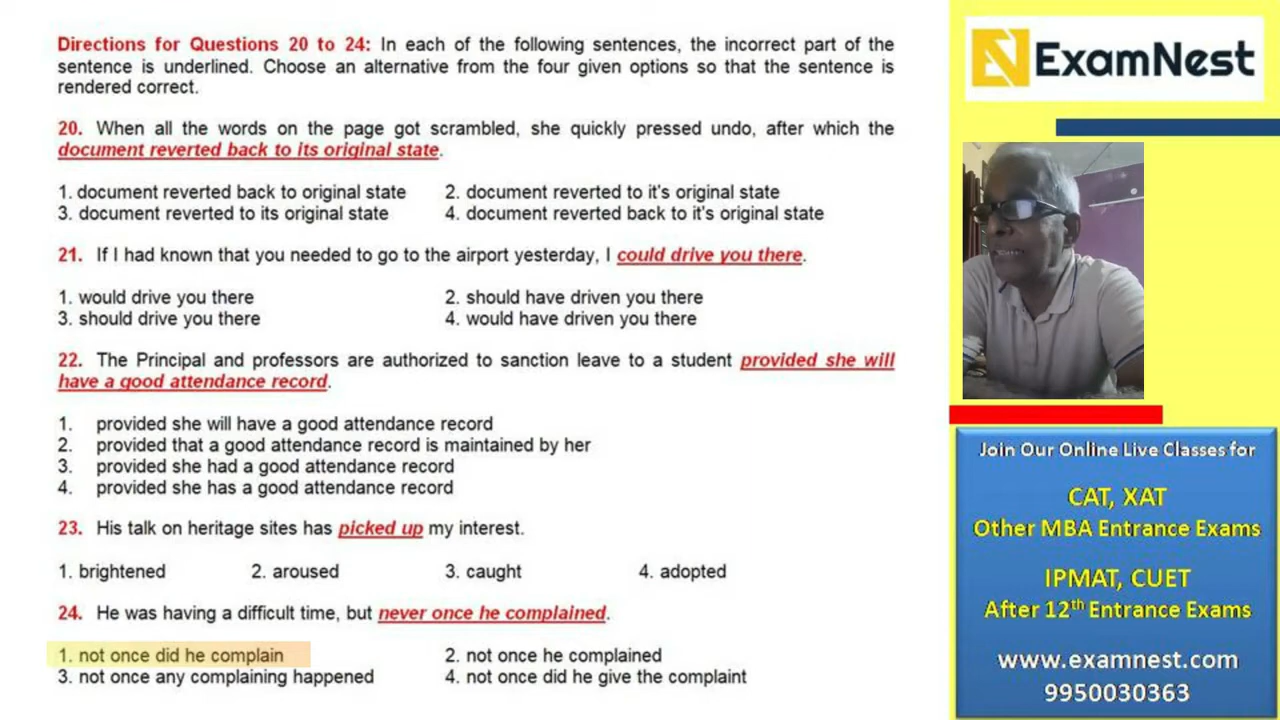 Directions for Questions 20 to 24: In each of the following sentences, the incorrect part of the
sentence is underlined. Choose an alternative from the four given options so that the sentence is
rendered correct.
20. When all the words on the page got scrambled, she quickly pressed undo, after which the
document reverted back to its original state.
1. document reverted back to original state 2. document reverted to it's original state
3. document reverted to its original state 4. document reverted back to it's original state
21. If I had known that you needed to go to the airport yesterday, I could drive you there.
1. would drive you there 2. should have driven you there
3. should drive you there 4. would have driven you there
22. The Principal and professors are authorized to sanction leave to a student provided she will
have a good attendance record.
1. provided she will have a good attendance record
2. provided that a good attendance record is maintained by her
3. provided she had a good attendance record
4. provided she has a good attendance record
23. His talk on heritage sites has picked up my interest.
1. brightened 2. aroused 3. caught 4. adopted
24. He was having a difficult time, but never once he complained.
1. not once did he complain 2. not once he complained
3. not once any complaining happened 4. not once did he give the complaint
ExamNest
Join Our Online Live Classes for
CAT, XAT
Other MBA Entrance Exams
IPMAT, CUET
After 12th Entrance Exams
www.examnest.com
9950030363